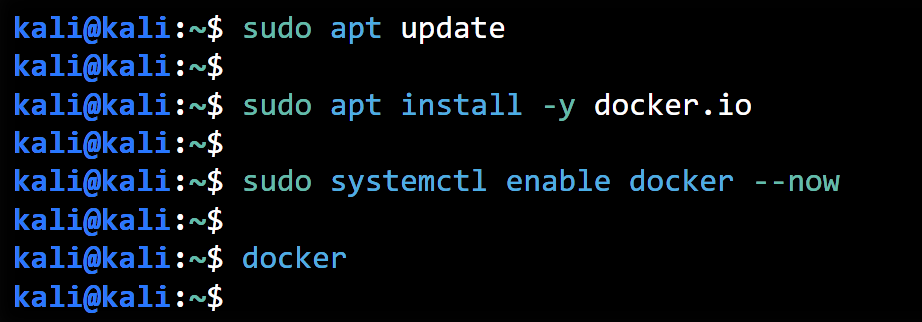 kali@kali:~$ sudo apt update
kali@kali:~$
kali@kali:~$ sudo apt install -y docker.io
kali@kali:~$
kali@kali:~$ sudo systemctl enable docker --now
kali@kali:~$
kali@kali:~$ docker
kali@kali:~$